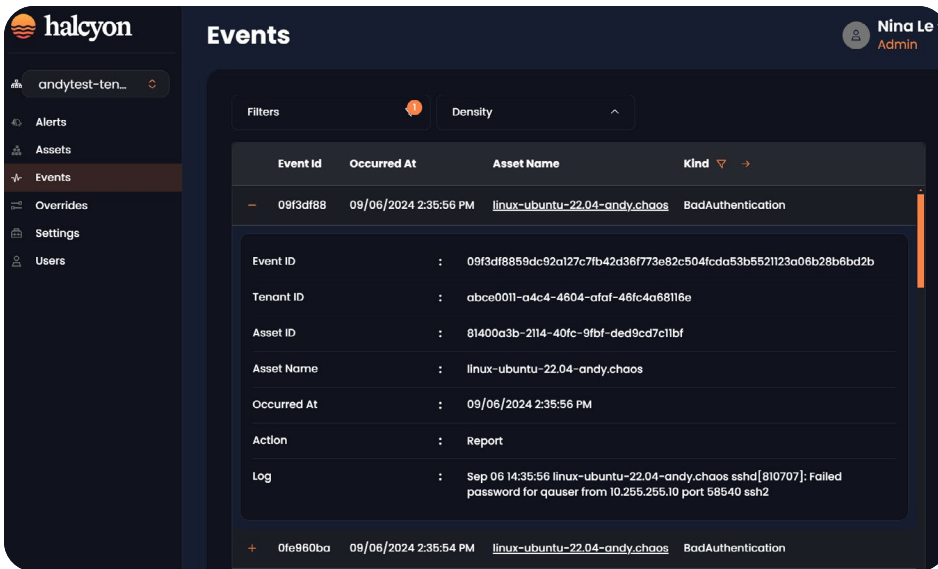 halcyon
Events
Nina Le
Admin
andytest-ten...
Alerts
Assets
Events
Overrides
Settings
Users
Filters
1
Density
Event Id Occurred At Asset Name Kind
09f3df88 09/06/2024 2:35:56 PM linux-ubuntu-22.04-andy.chaos BadAuthentication
Event ID : 09f3df8859dc92a127c7fb42d36f773e82c504fcda53b5521123a06b28b6bd2b
Tenant ID : abce0011-a4c4-4604-afaf-46fc4a68116e
Asset ID : 81400a3b-2114-40fc-9fbf-ded9cd7c11bf
Asset Name : linux-ubuntu-22.04-andy.chaos
Occurred At : 09/06/2024 2:35:56 PM
Action : Report
Log : Sep 06 14:35:56 linux-ubuntu-22.04-andy.chaos sshd[810707]: Failed
password for qauser from 10.255.255.10 port 58540 ssh2
0fe960ba 09/06/2024 2:35:54 PM linux-ubuntu-22.04-andy.chaos BadAuthentication